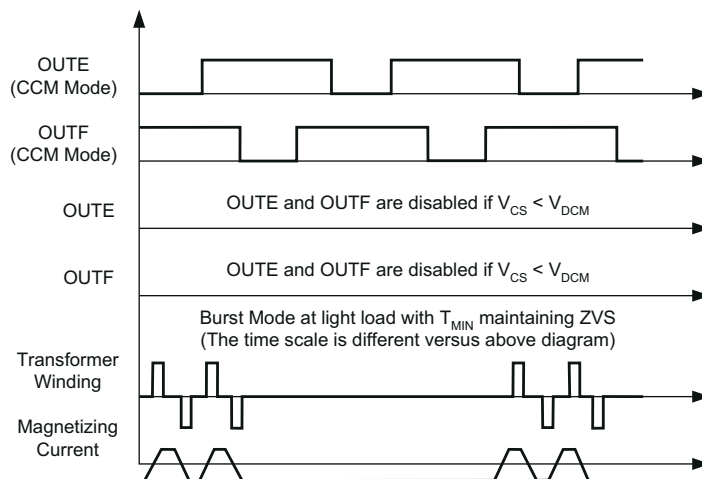 OUTE
(CCM Mode)
OUTF
(CCM Mode)
OUTE
OUTE and OUTF are disabled if V_CS < V_DCM
OUTF
OUTE and OUTF are disabled if V_CS < V_DCM
Burst Mode at light load with T_MIN maintaining ZVS
(The time scale is different versus above diagram)
Transformer
Winding
Magnetizing
Current